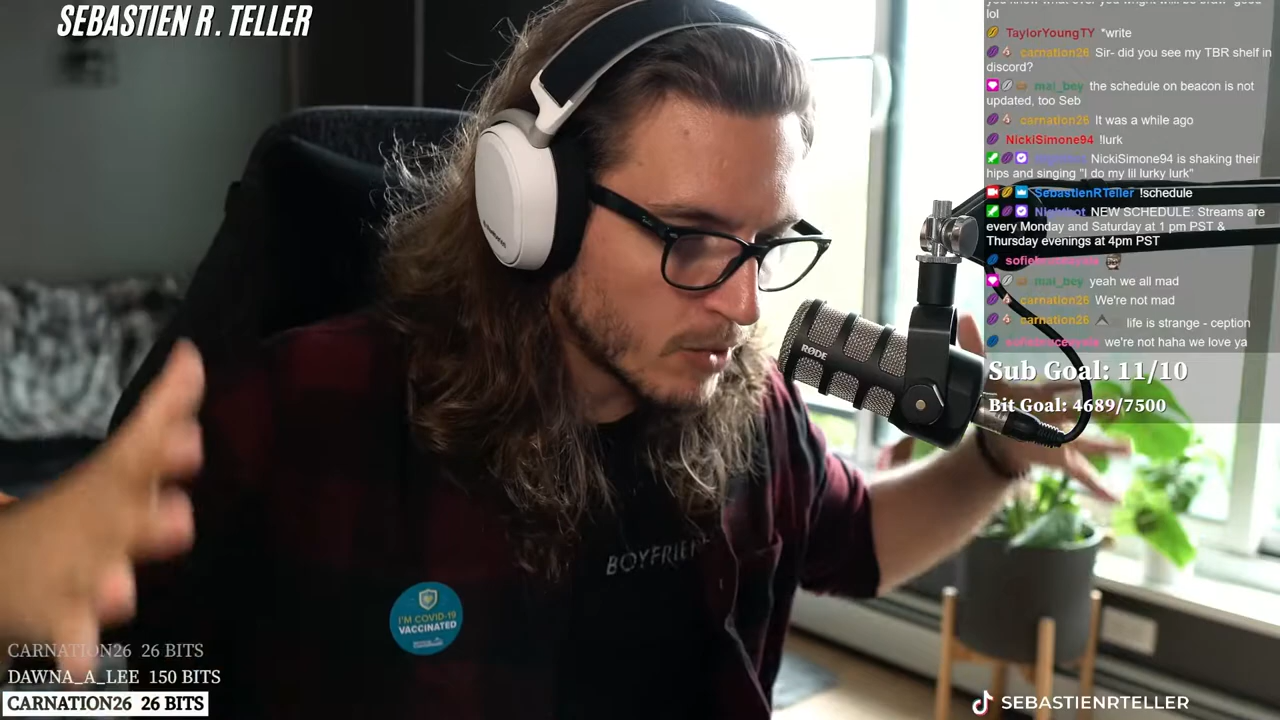 SEBASTIEN R. TELLER
lol
TaylorYoungTY *write
carnation26 Sir- did you see my TBR shelf in
discord?
mai_bey the schedule on beacon is not
updated, too Seb
carnation26 It was a while ago
NickiSimone94 !lurk
NickiSimone94 is shaking their
hips and singing "I do my lil lurky lurk"
SebastienRTeller !schedule
Nightbot NEW SCHEDULE: Streams are
every Monday and Saturday at 1 pm PST &
Thursday evenings at 4pm PST
mai_bey yeah we all mad
carnation26 We're not mad
carnation26 life is strange - ception
we're not haha we love ya
Sub Goal: 11/10
Bit Goal: 4689/7500
RØDE
BOYFRIEN
I'M COVID-19
VACCINATED
CARNATION26 26 BITS
DAWNA_A_LEE 150 BITS
CARNATION26 26 BITS
SEBASTIENRTELLER